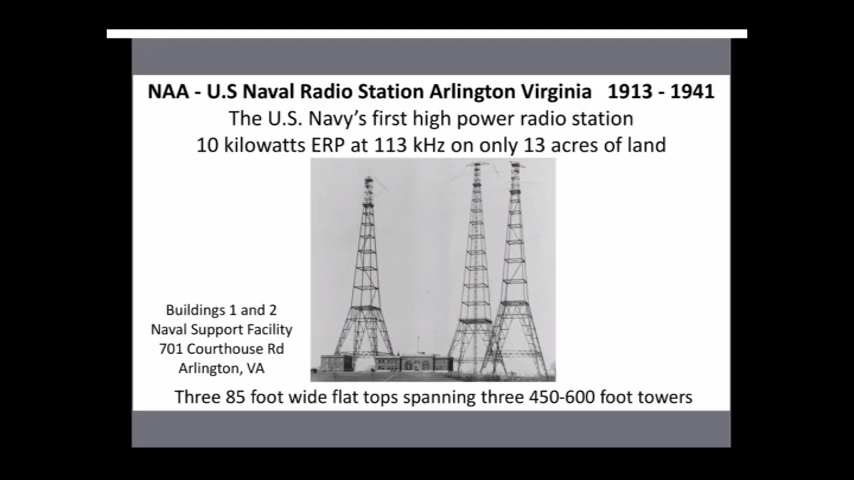 NAA - U.S Naval Radio Station Arlington Virginia 1913 - 1941
The U.S. Navy's first high power radio station
10 kilowatts ERP at 113 kHz on only 13 acres of land
Buildings 1 and 2
Naval Support Facility
701 Courthouse Rd
Arlington, VA
Three 85 foot wide flat tops spanning three 450-600 foot towers